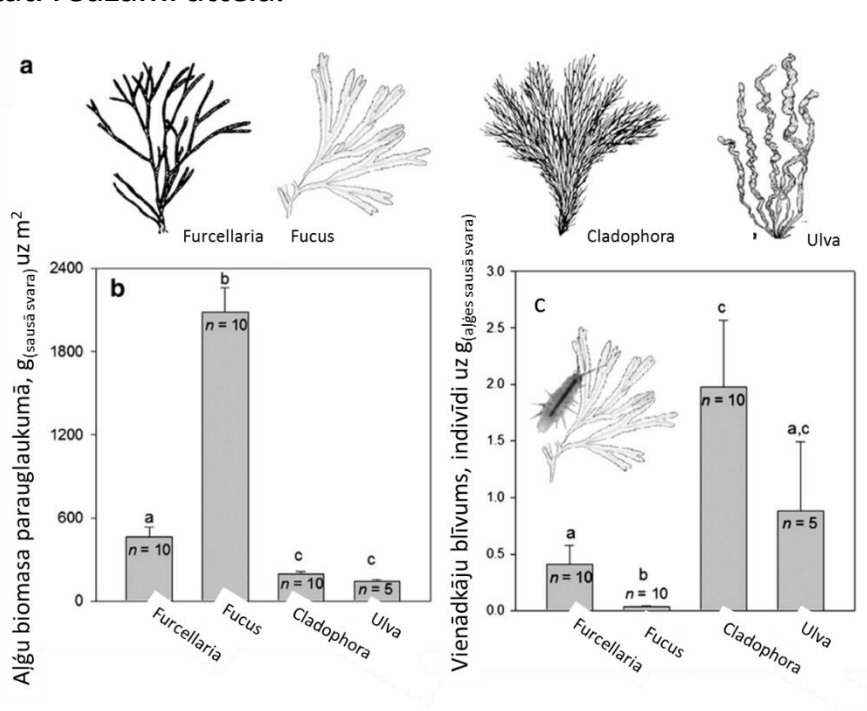 a
Furcellaria
Fucus
Cladophora
Ulva
Aļģu biomasa parauglaukumā, g(sausā svara) uz m²
2400
1800
1200
600
0
b
a
n = 10
b
n = 10
c
n = 10
c
n = 5
Furcellaria
Fucus
Cladophora
Ulva
Vienādkāju blīvums, indivīdi uz g(aļģes sausā svara)
3.0
2.5
2.0
1.5
1.0
0.5
0.0
c
a
n = 10
b
n = 10
c
n = 10
a,c
n = 5
Furcellaria
Fucus
Cladophora
Ulva